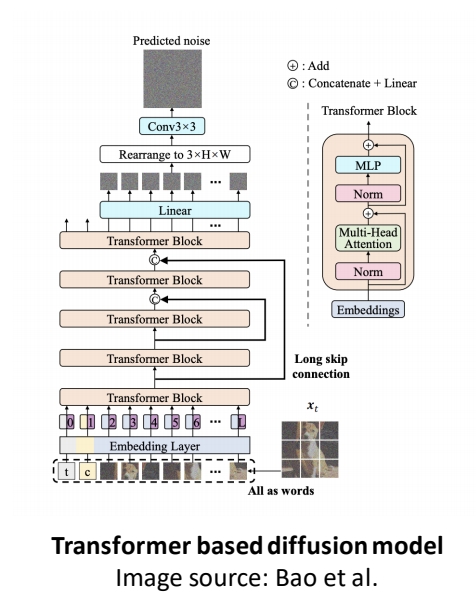 Predicted noise
Conv3×3
Rearrange to 3×H×W
...
Linear
...
Transformer Block
C
Transformer Block
C
Transformer Block
Transformer Block
Long skip
connection
Transformer Block
0 1 2 3 4 5 6 ... L
Embedding Layer
t c ...
All as words
xt
+ : Add
C : Concatenate + Linear
Transformer Block
+
MLP
Norm
+
Multi-Head
Attention
Norm
Embeddings
Transformer based diffusion model
Image source: Bao et al.